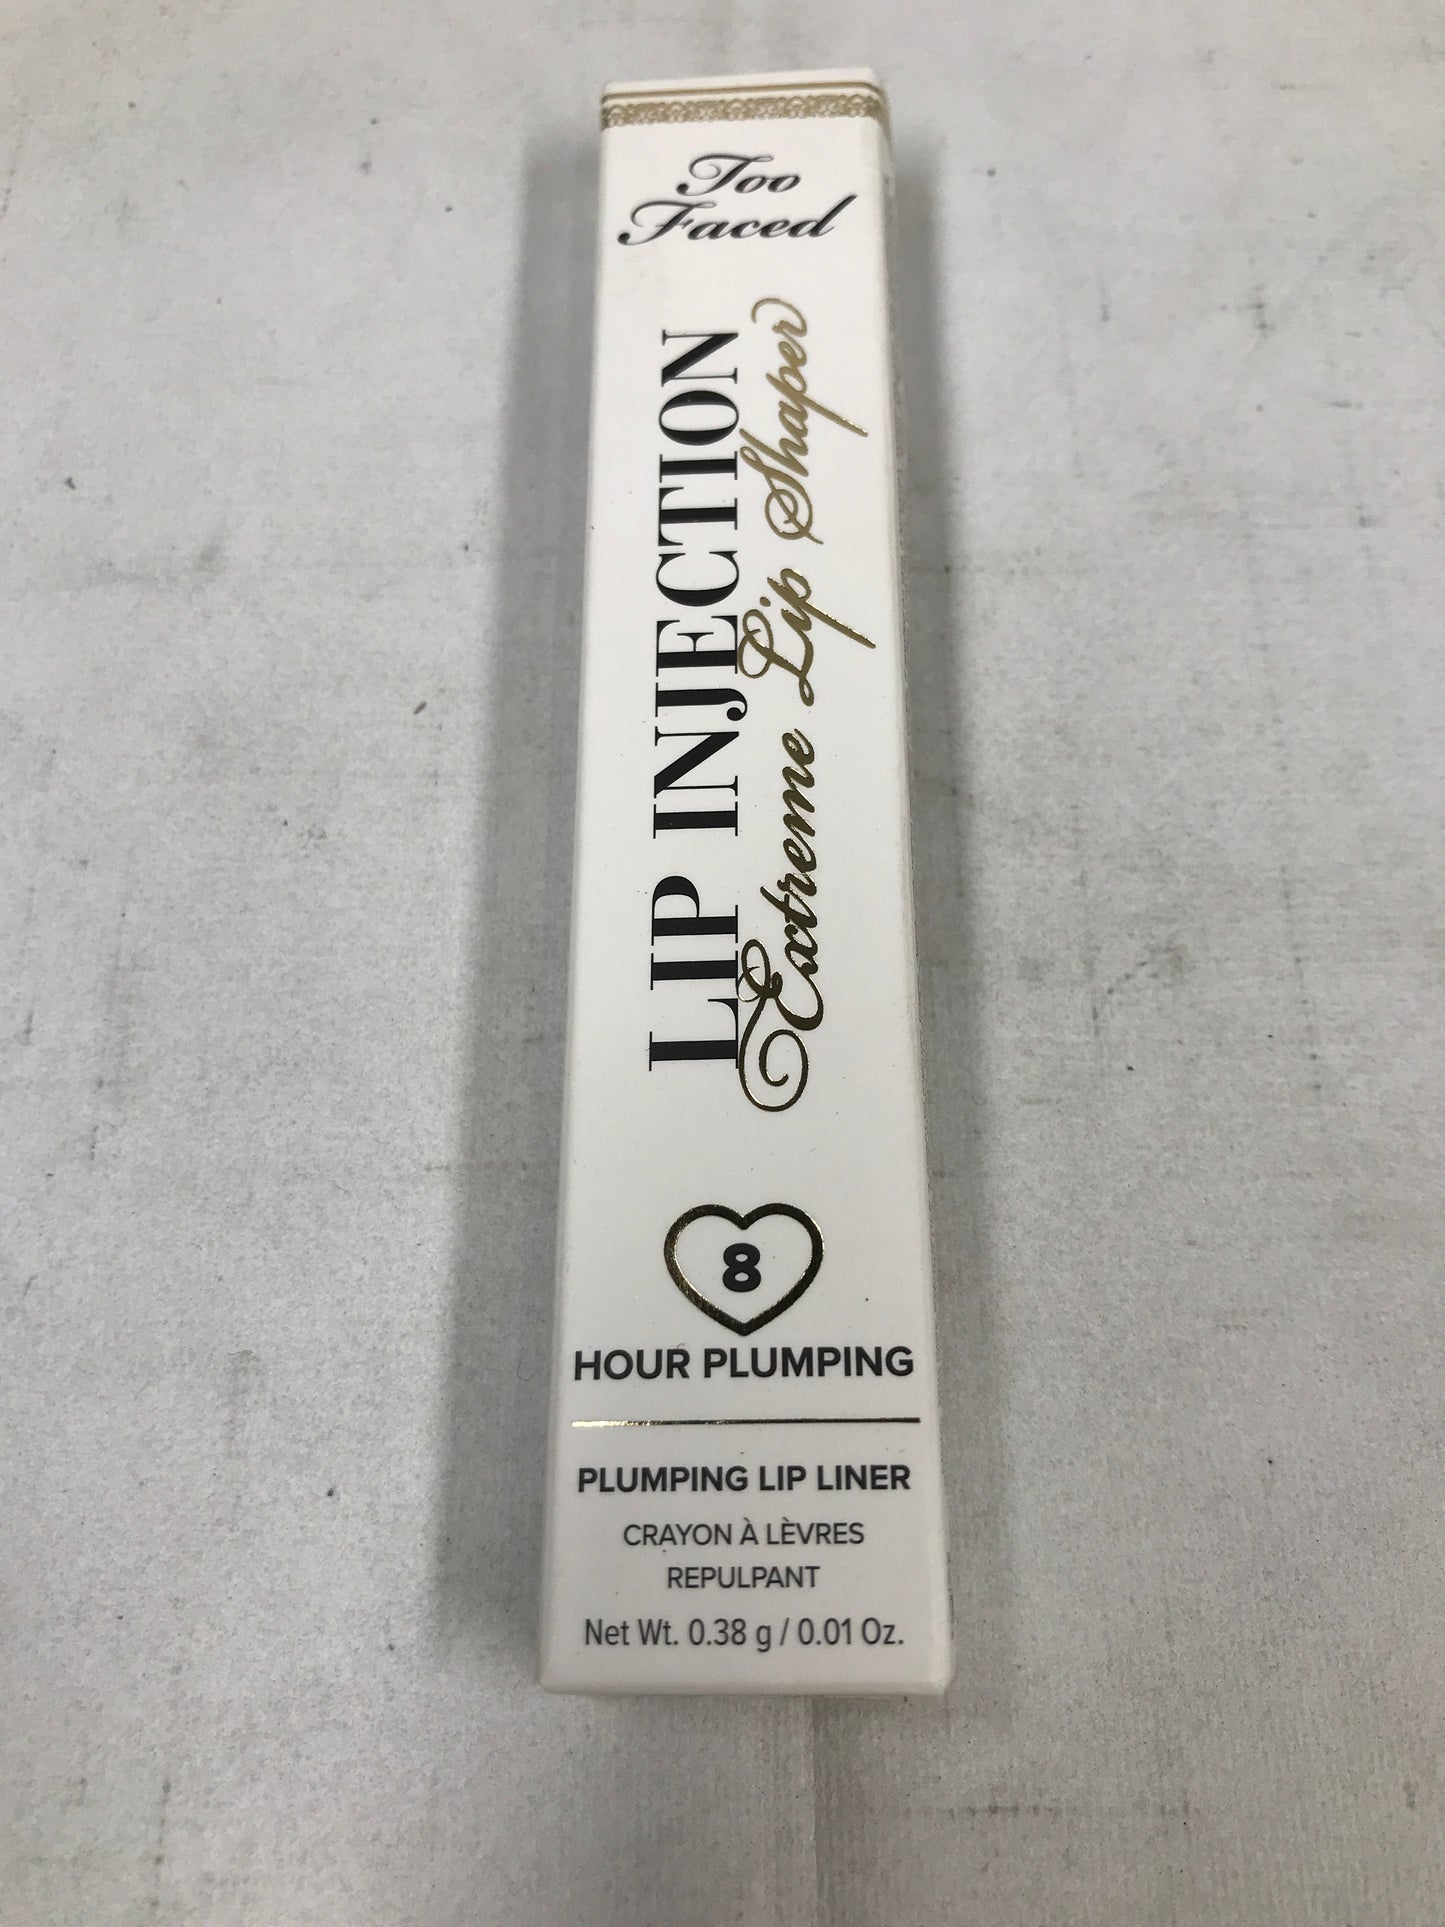 Too
Faced
LIP INJECTION
Extreme Lip Shaper
8
HOUR PLUMPING
PLUMPING LIP LINER
CRAYON À LÈVRES
REPULPANT
Net Wt. 0.38 g / 0.01 Oz.